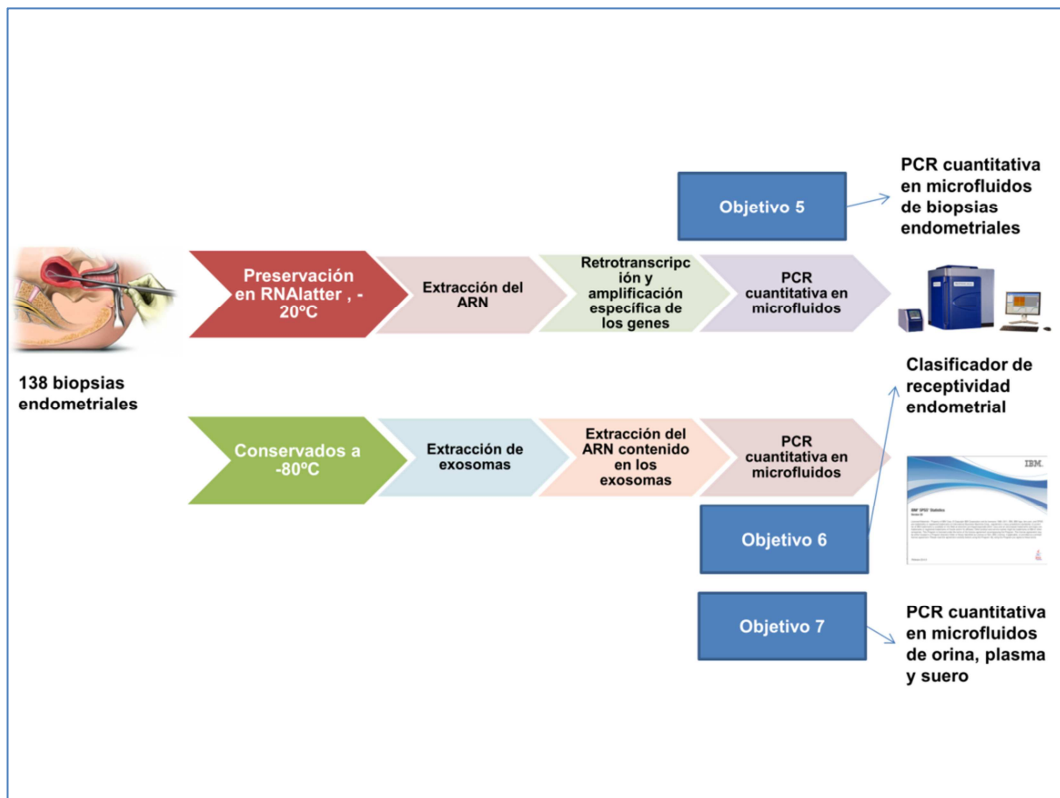 Objetivo 5
PCR cuantitativa
en microfluidos
de biopsias
endometriales
138 biopsias
endometriales
Preservación
en RNAlatter , -
20ºC
Extracción del
ARN
Retrotranscripc
ión y
amplificación
específica de
los genes
PCR
cuantitativa en
microfluidos
Clasificador de
receptividad
endometrial
Conservados a
-80ºC
Extracción de
exosomas
Extracción del
ARN contenido
en los
exosomas
PCR
cuantitativa en
microfluidos
IBM
Objetivo 6
Objetivo 7
PCR cuantitativa
en microfluidos
de orina, plasma
y suero